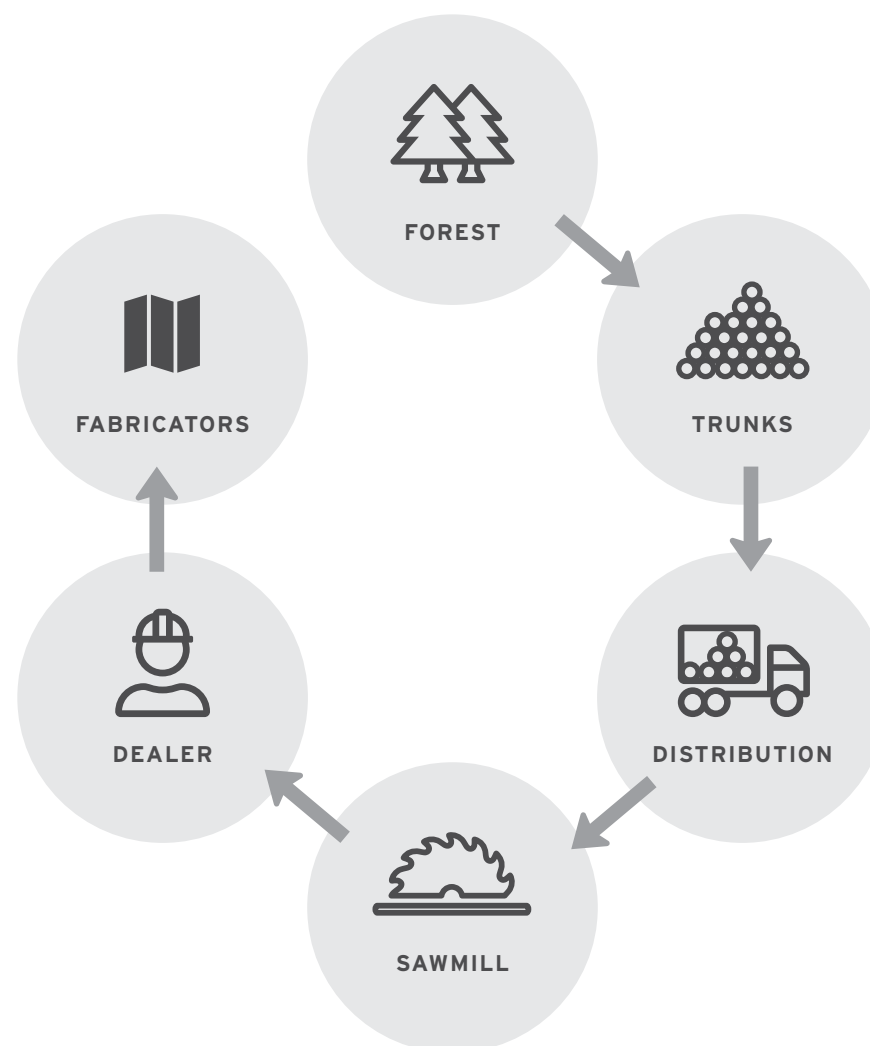 FOREST
TRUNKS
DISTRIBUTION
SAWMILL
DEALER
FABRICATORS